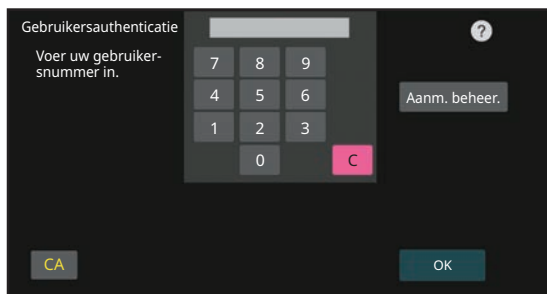 Gebruikersauthenticatie
?
Voer uw gebruiker-
snummer in.
7 8 9
4 5 6
Aanm. beheer.
1 2 3
0 C
CA
OK